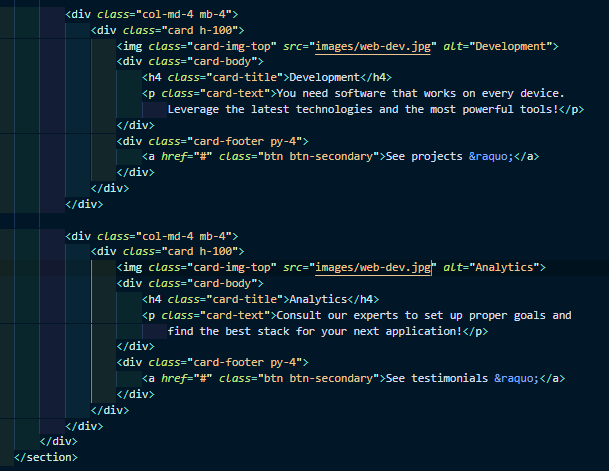 <div class="col-md-4 mb-4">
<div class="card h-100">
<img class="card-img-top" src="images/web-dev.jpg" alt="Development">
<div class="card-body">
<h4 class="card-title">Development</h4>
<p class="card-text">You need software that works on every device.
Leverage the latest technologies and the most powerful tools!</p>
</div>
<div class="card-footer py-4">
<a href="#" class="btn btn-secondary">See projects &raquo;</a>
</div>
</div>
</div>
<div class="col-md-4 mb-4">
<div class="card h-100">
<img class="card-img-top" src="images/web-dev.jpg" alt="Analytics">
<div class="card-body">
<h4 class="card-title">Analytics</h4>
<p class="card-text">Consult our experts to set up proper goals and
find the best stack for your next application!</p>
</div>
<div class="card-footer py-4">
<a href="#" class="btn btn-secondary">See testimonials &raquo;</a>
</div>
</div>
</div>
</div>
</section>